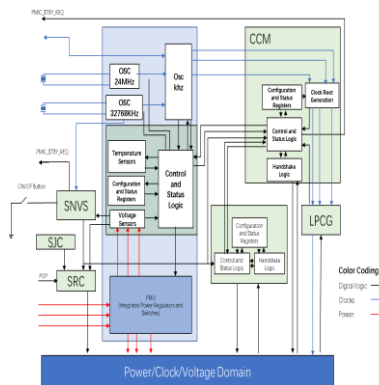 PMIC_STBY_REQ
CCM
OSC
24MHz
Osc
khz
OSC
32768KHz
Configuration
and Status
Registers
Clock Root
Generation
Control and
Status Logic
Handshake
Logic
PMIC_STBY_REQ
Temperature
Sensors
Configuration
and Status
Registers
Voltage
Sensors
Control
and
Status
Logic
ON/OFF Button
SNVS
LPCG
SJC
Configuration
and Status
Registers
Control and
Status Logic
Handshake
Logic
SRC
POP
PMU
(Integrated Power Regulators and
Switches)
Color Coding
Digital logic
Clocks
Power
Power/Clock/Voltage Domain